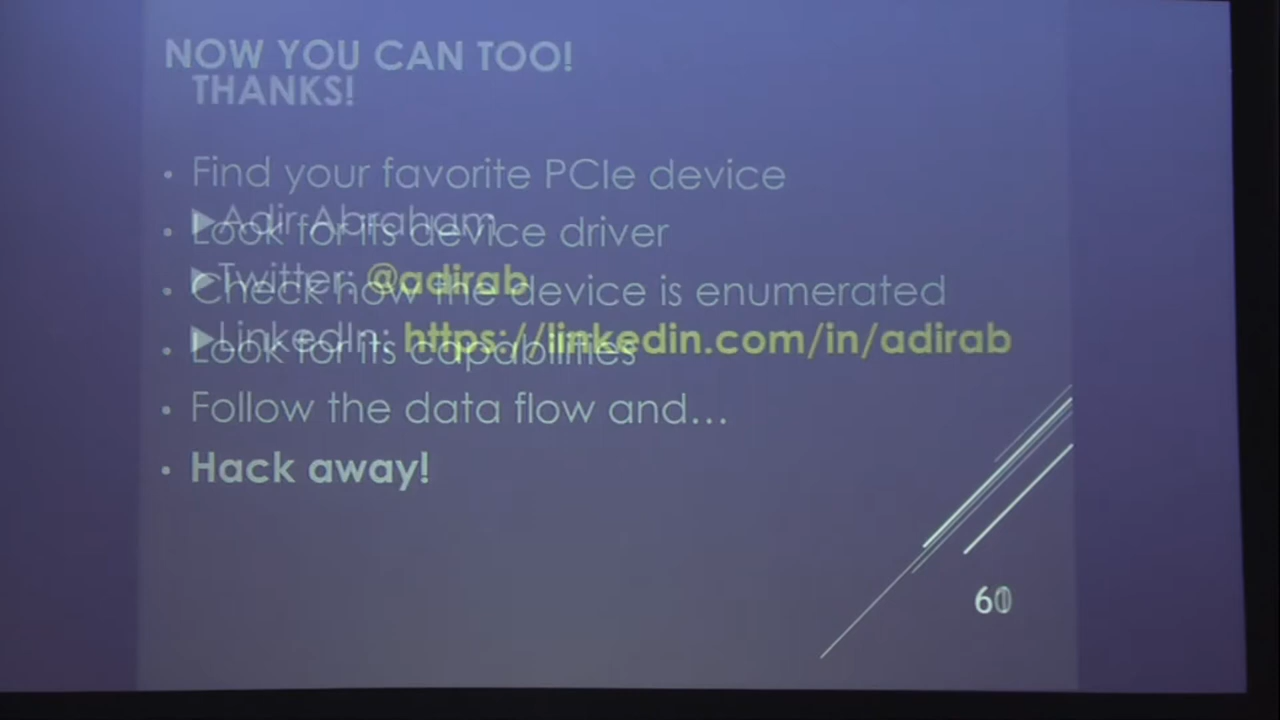 NOW YOU CAN TOO!
THANKS!
• Find your favorite PCIe device
▶Adir Abraham
• Look for its device driver
▶Twitter: @adirab
• Check how the device is enumerated
▶LinkedIn: https://linkedin.com/in/adirab
• Look for its capabilities
• Follow the data flow and...
• Hack away!